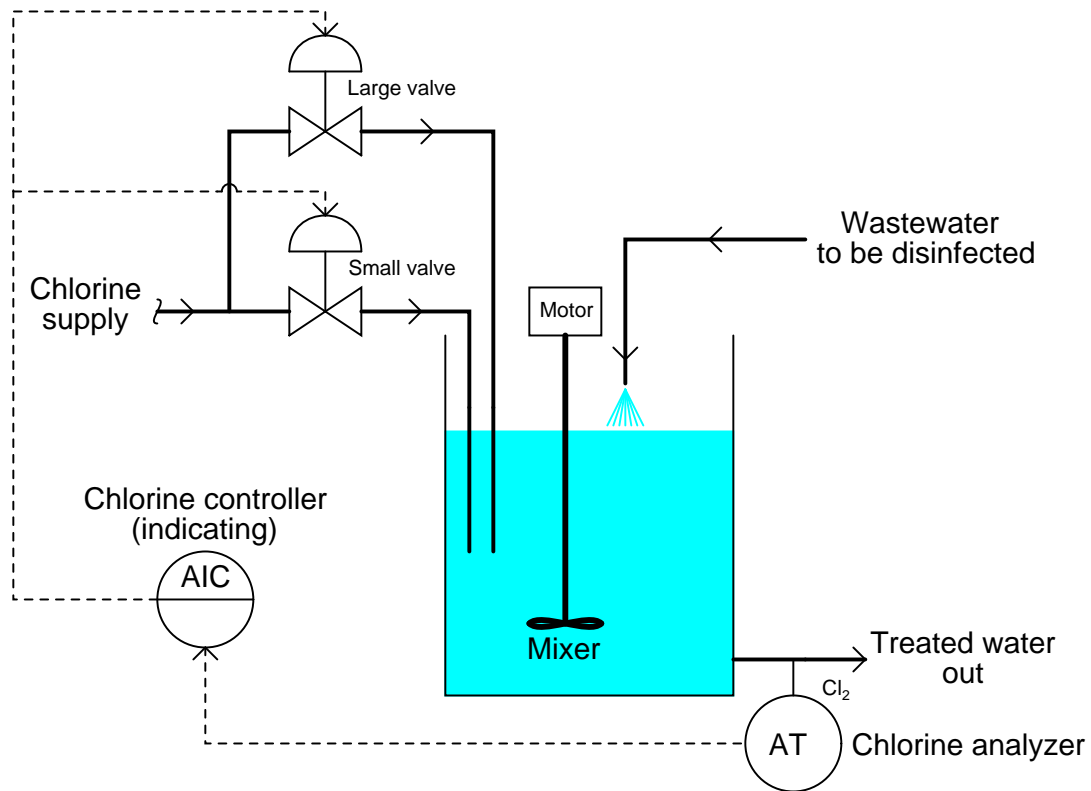 Large valve
Small valve
Chlorine
supply
Wastewater
to be disinfected
Motor
Chlorine controller
(indicating)
AIC
Mixer
Treated water
out
Cl₂
AT
Chlorine analyzer